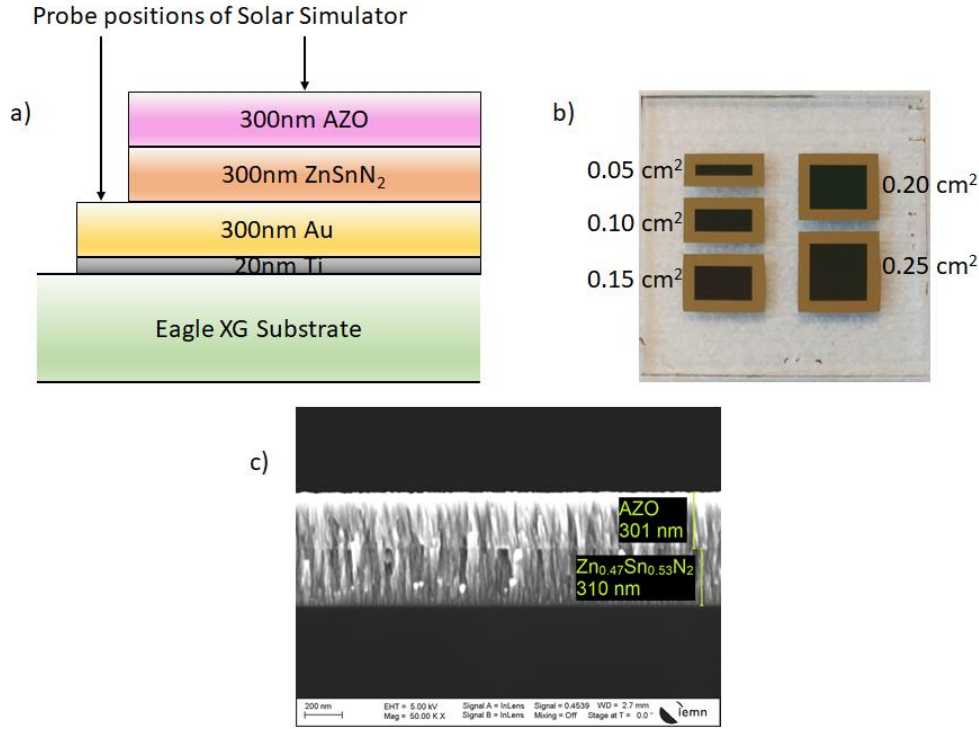 Probe positions of Solar Simulator
a)
300nm AZO
300nm ZnSnN₂
300nm Au
20nm Ti
Eagle XG Substrate
b)
0.05 cm²
0.10 cm²
0.15 cm²
0.20 cm²
0.25 cm²
c)
AZO
301 nm
Zn₀.₄₇Sn₀.₅₃N₂
310 nm
200 nm
EHT = 5.00 kV
Mag = 50.00 K X
Signal A = InLens
Signal B = InLens
Signal = 0.4539
Mixing = Off
WD = 2.7 mm
Stage at T = 0.0 °
iemn